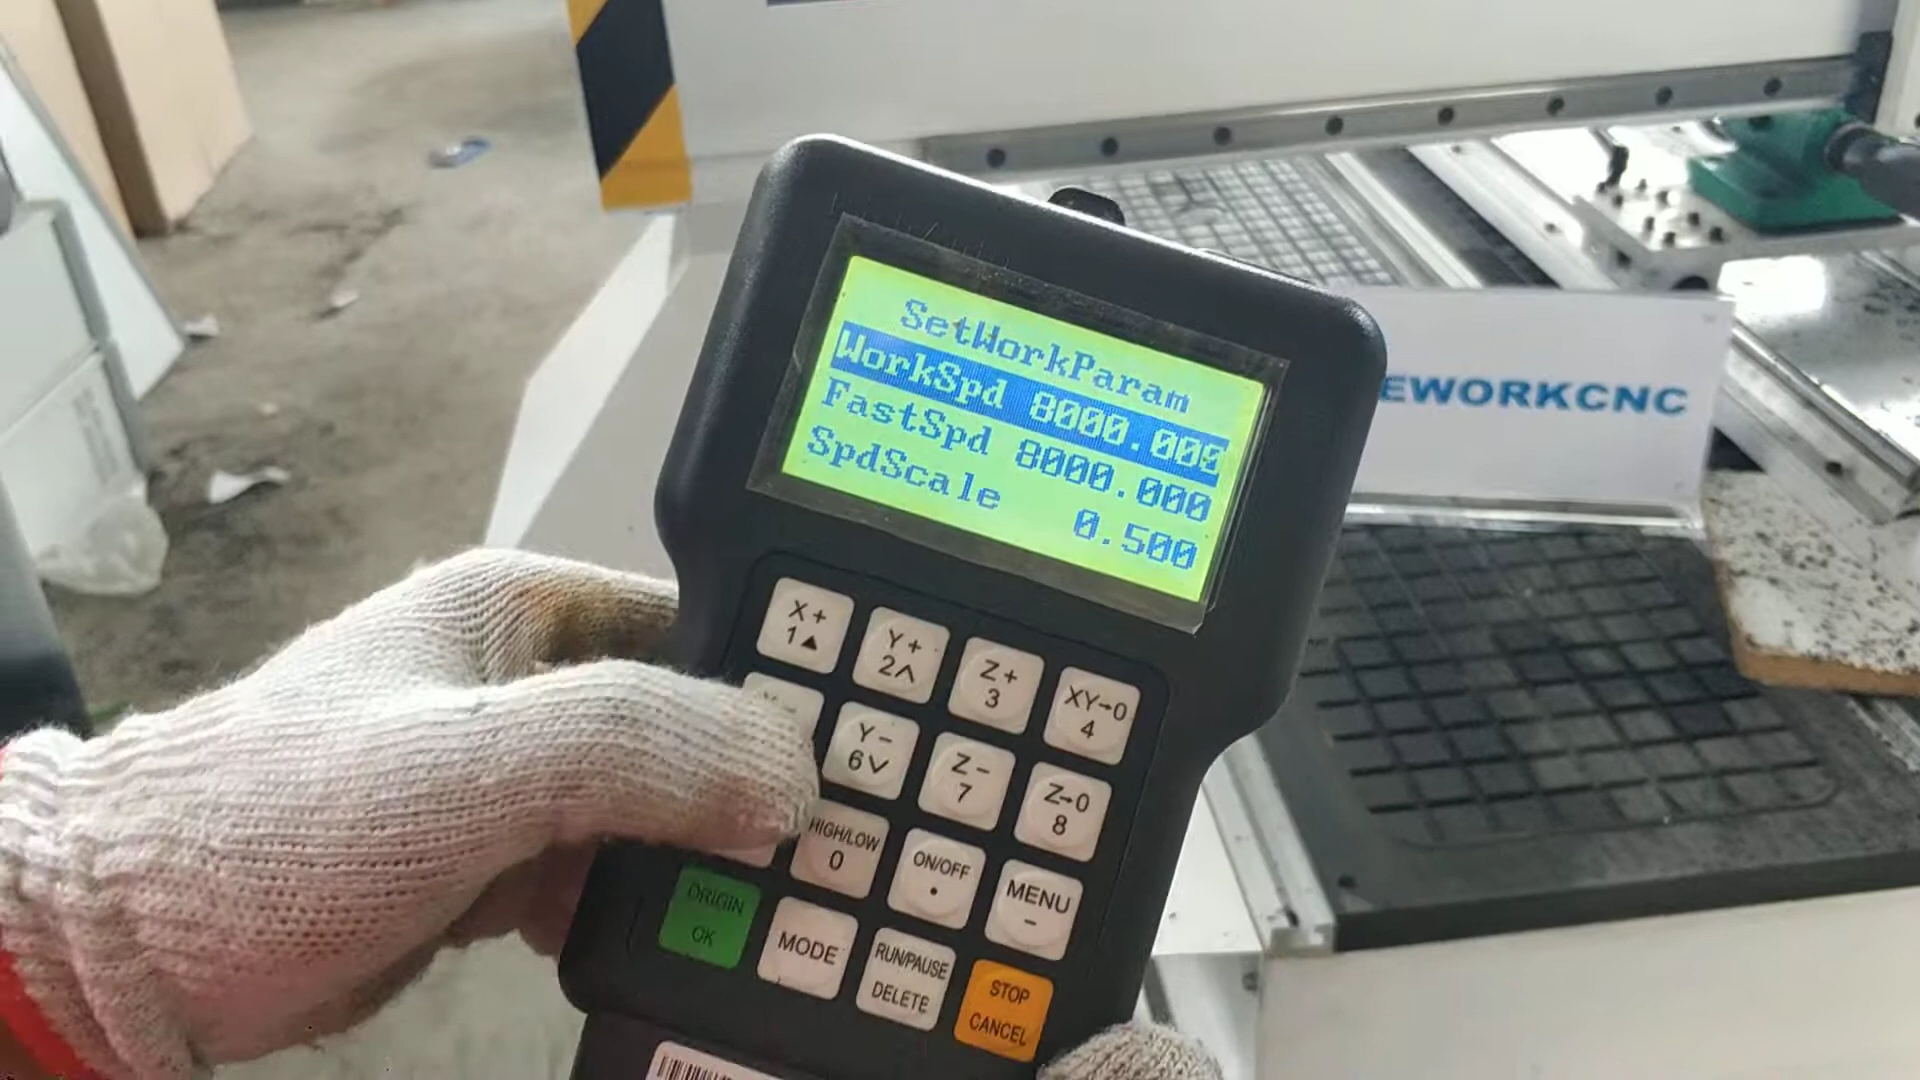 SetWorkParam
WorkSpd 8000.000
FastSpd 8000.000
SpdScale 0.500
EWORKCNC
X+
1▲
Y+
2∧
Z+
3
XY→0
4
Y-
6∨
Z-
7
Z→0
8
HIGH/LOW
0
ON/OFF
.
MENU
-
ORIGIN
OK
MODE
RUN/PAUSE
DELETE
STOP
CANCEL